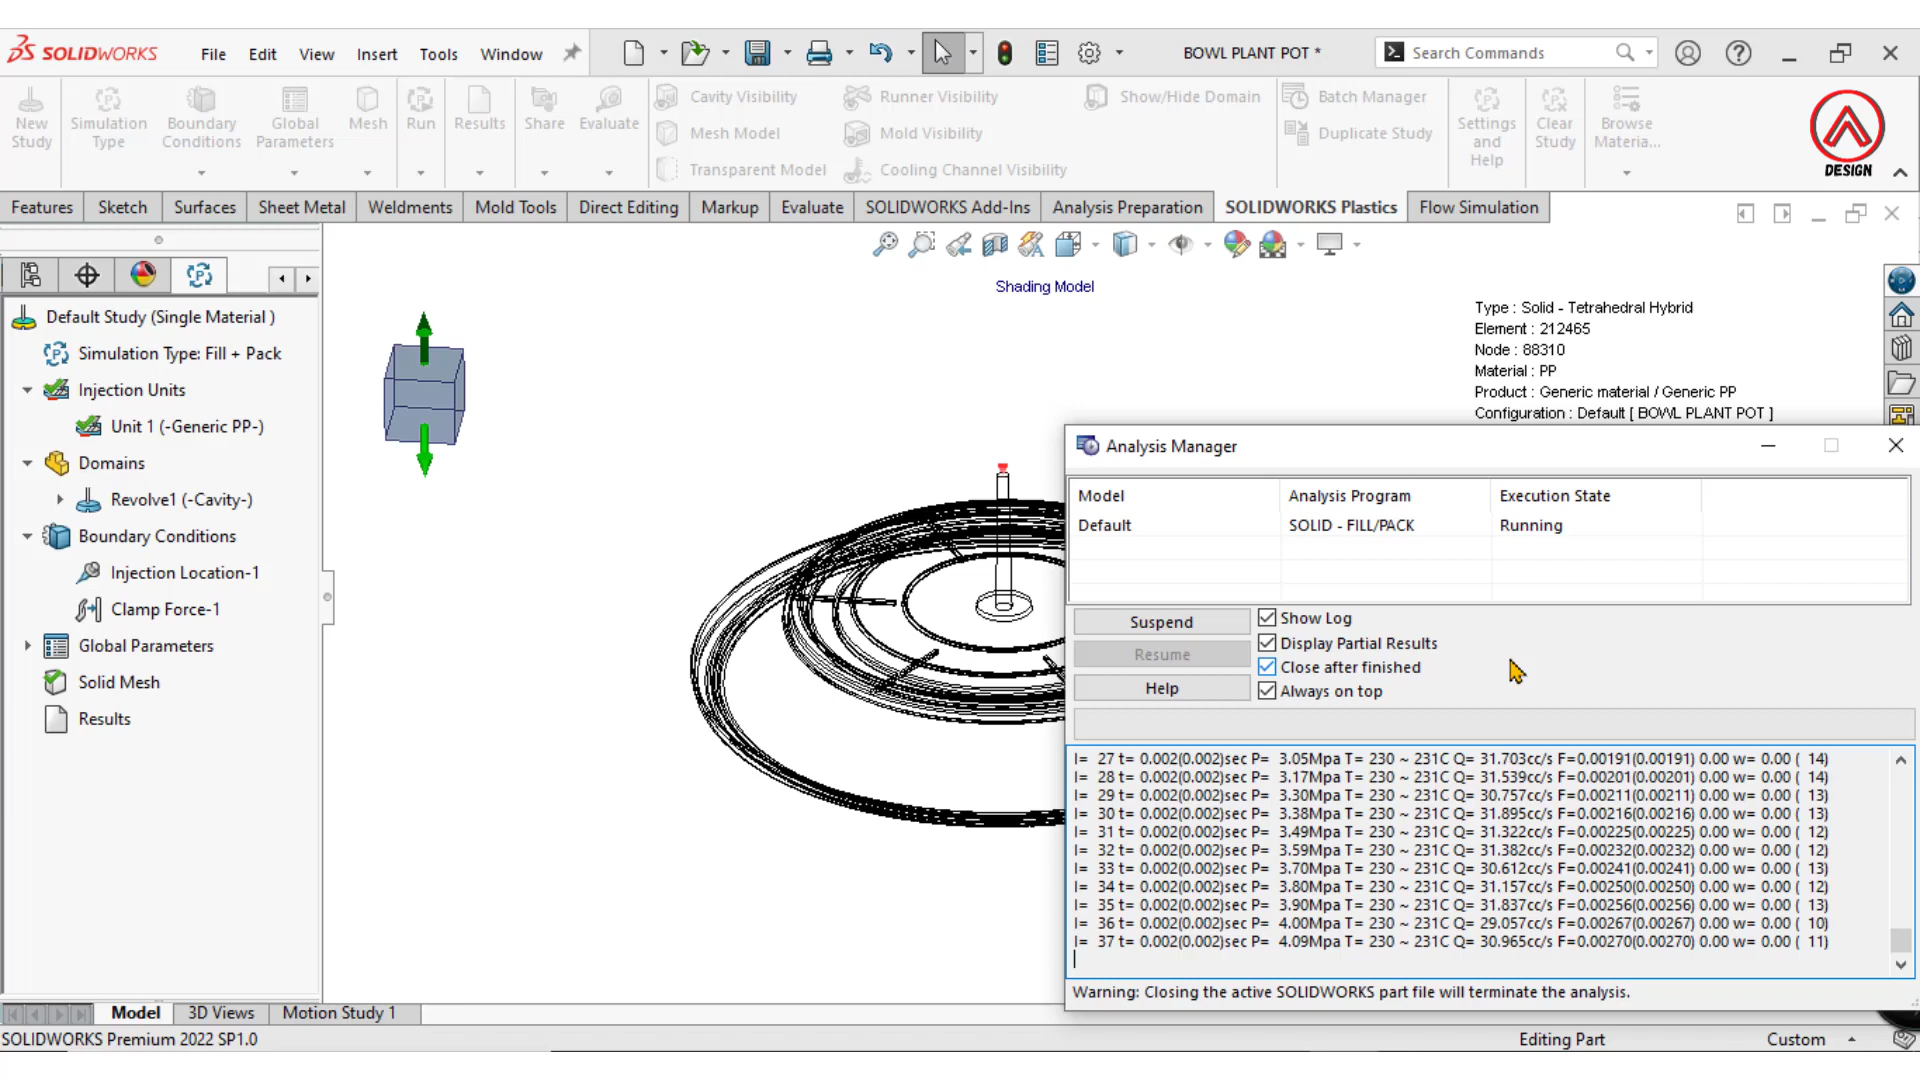 SOLIDWORKS File Edit View Insert Tools Window BOWL PLANT POT * Search Commands
New Study
Simulation Type
Boundary Conditions
Global Parameters
Mesh
Run
Results
Share
Evaluate
Cavity Visibility
Mesh Model
Transparent Model
Runner Visibility
Mold Visibility
Cooling Channel Visibility
Show/Hide Domain
Batch Manager
Duplicate Study
Settings and Help
Clear Study
Browse Materia...
DESIGN
Features Sketch Surfaces Sheet Metal Weldments Mold Tools Direct Editing Markup Evaluate SOLIDWORKS Add-Ins Analysis Preparation SOLIDWORKS Plastics Flow Simulation
Default Study (Single Material )
Simulation Type: Fill + Pack
Injection Units
Unit 1 (-Generic PP-)
Domains
Revolve1 (-Cavity-)
Boundary Conditions
Injection Location-1
Clamp Force-1
Global Parameters
Solid Mesh
Results
Shading Model
Type : Solid - Tetrahedral Hybrid
Element : 212465
Node : 88310
Material : PP
Product : Generic material / Generic PP
Configuration : Default [ BOWL PLANT POT ]
Analysis Manager
Model Analysis Program Execution State
Default SOLID - FILL/PACK Running
Suspend
Resume
Help
Show Log
Display Partial Results
Close after finished
Always on top
I= 27 t= 0.002(0.002)sec P= 3.05Mpa T= 230 ~ 231C Q= 31.703cc/s F=0.00191(0.00191) 0.00 w= 0.00 ( 14)
I= 28 t= 0.002(0.002)sec P= 3.17Mpa T= 230 ~ 231C Q= 31.539cc/s F=0.00201(0.00201) 0.00 w= 0.00 ( 14)
I= 29 t= 0.002(0.002)sec P= 3.30Mpa T= 230 ~ 231C Q= 30.757cc/s F=0.00211(0.00211) 0.00 w= 0.00 ( 13)
I= 30 t= 0.002(0.002)sec P= 3.38Mpa T= 230 ~ 231C Q= 31.895cc/s F=0.00216(0.00216) 0.00 w= 0.00 ( 13)
I= 31 t= 0.002(0.002)sec P= 3.49Mpa T= 230 ~ 231C Q= 31.322cc/s F=0.00225(0.00225) 0.00 w= 0.00 ( 12)
I= 32 t= 0.002(0.002)sec P= 3.59Mpa T= 230 ~ 231C Q= 31.382cc/s F=0.00232(0.00232) 0.00 w= 0.00 ( 12)
I= 33 t= 0.002(0.002)sec P= 3.70Mpa T= 230 ~ 231C Q= 30.612cc/s F=0.00241(0.00241) 0.00 w= 0.00 ( 13)
I= 34 t= 0.002(0.002)sec P= 3.80Mpa T= 230 ~ 231C Q= 31.157cc/s F=0.00250(0.00250) 0.00 w= 0.00 ( 12)
I= 35 t= 0.002(0.002)sec P= 3.90Mpa T= 230 ~ 231C Q= 31.837cc/s F=0.00256(0.00256) 0.00 w= 0.00 ( 13)
I= 36 t= 0.002(0.002)sec P= 4.00Mpa T= 230 ~ 231C Q= 29.057cc/s F=0.00267(0.00267) 0.00 w= 0.00 ( 10)
I= 37 t= 0.002(0.002)sec P= 4.09Mpa T= 230 ~ 231C Q= 30.965cc/s F=0.00270(0.00270) 0.00 w= 0.00 ( 11)
Warning: Closing the active SOLIDWORKS part file will terminate the analysis.
Model 3D Views Motion Study 1
SOLIDWORKS Premium 2022 SP1.0 Editing Part Custom